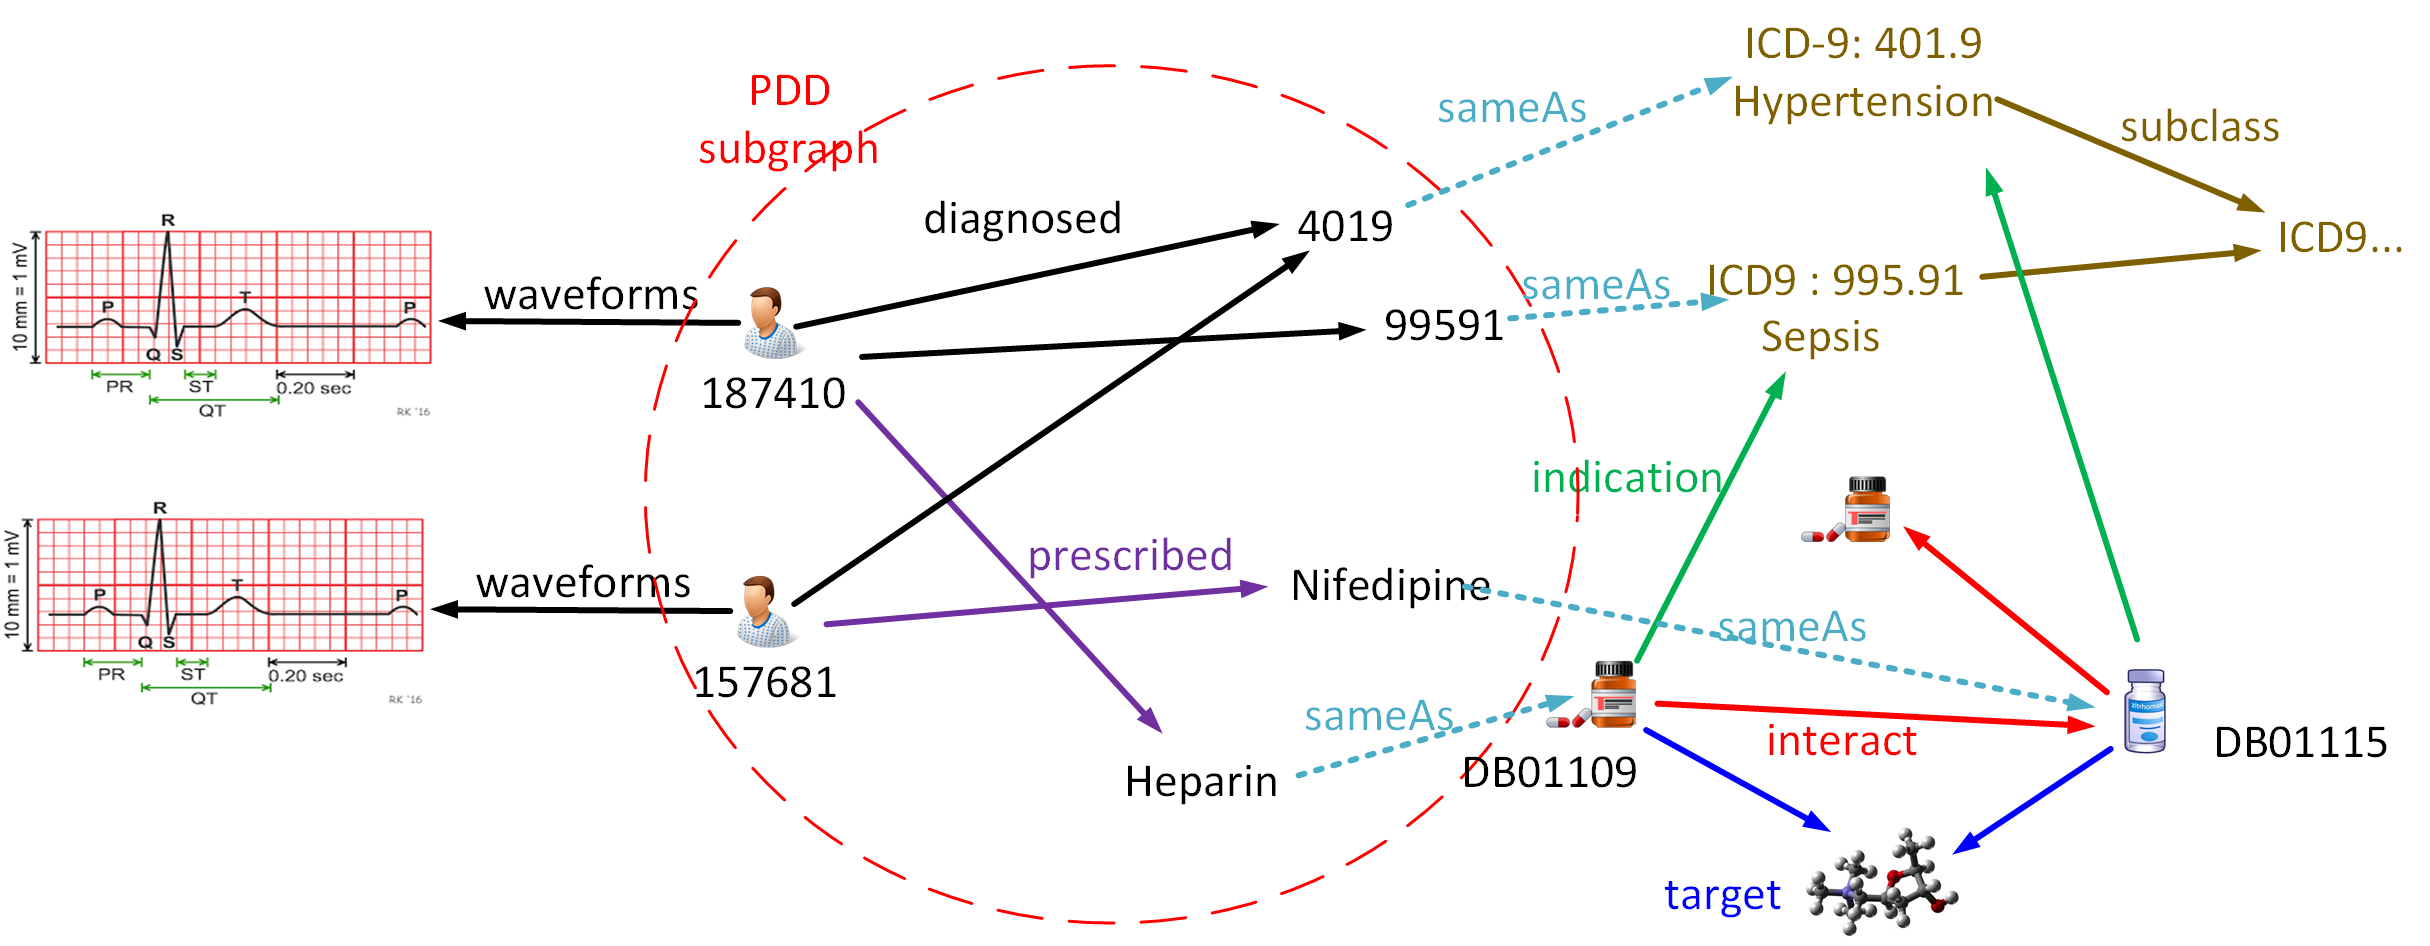 ICD-9: 401.9
Hypertension
PDD
subgraph
sameAs
subclass
diagnosed
4019
ICD9...
R
10 mm = 1 mV
P
T
P
Q
S
PR
ST
0.20 sec
QT
RK '16
waveforms
187410
99591
sameAs
ICD9 : 995.91
Sepsis
indication
R
10 mm = 1 mV
P
T
P
Q
S
PR
ST
0.20 sec
QT
RK '16
waveforms
157681
prescribed
Nifedipine
sameAs
sameAs
Heparin
DB01109
interact
zitrhomax
DB01115
target